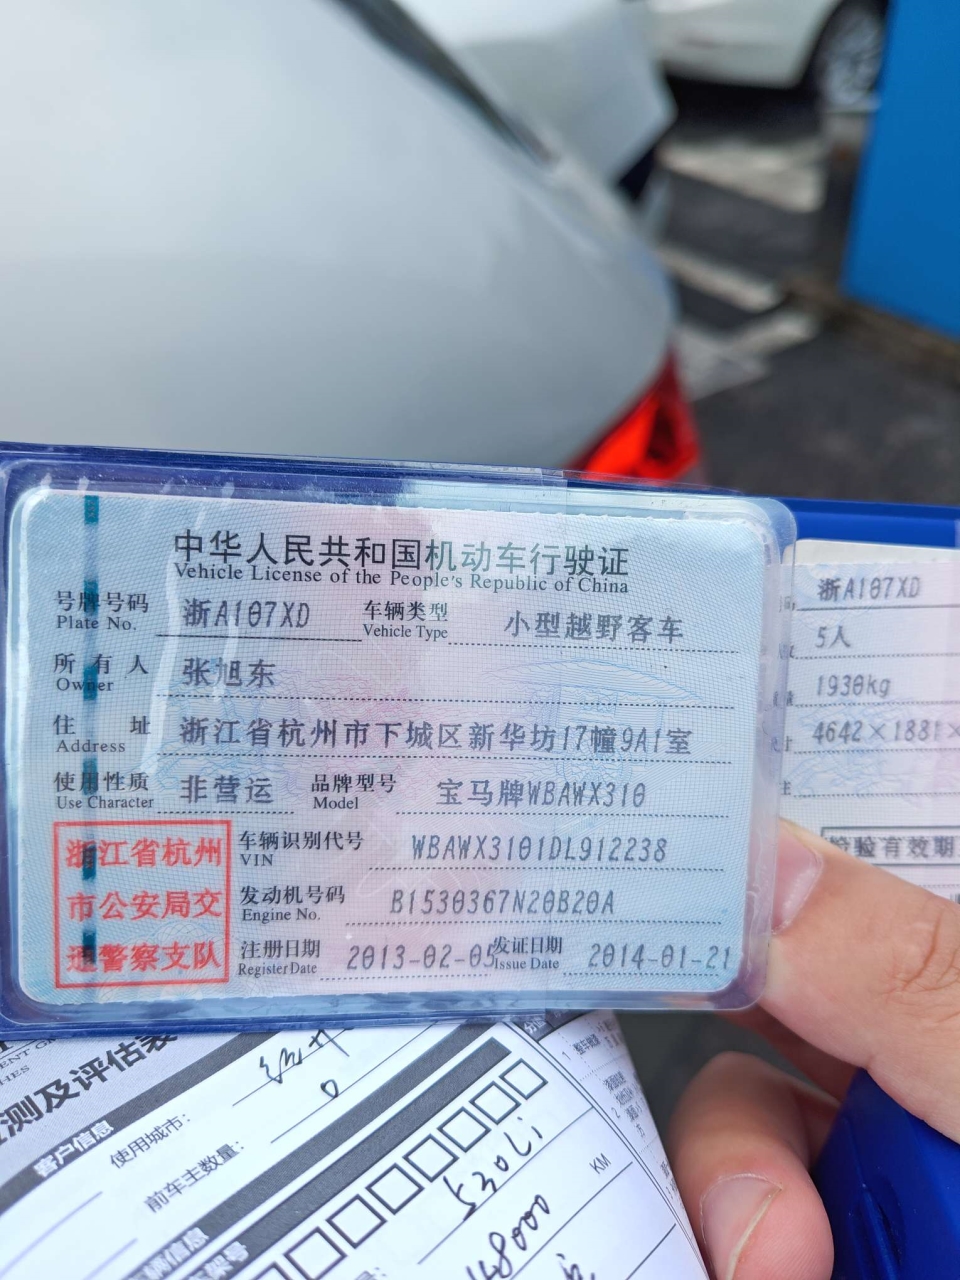 中华人民共和国机动车行驶证
Vehicle License of the People's Republic of China
号牌号码 浙A107XD 车辆类型 小型越野客车
Plate No. Vehicle Type
所有人 张旭东
Owner
住址 浙江省杭州市下城区新华坊17幢9A1室
Address
使用性质 非营运 品牌型号 宝马牌WBAWX310
Use Character Model
浙江省杭州
市公安局交
通警察支队
车辆识别代号 WBAWX3101DL912238
VIN
发动机号码 B1530367N20B20A
Engine No.
注册日期 2013-02-05 发证日期 2014-01-21
Register Date Issue Date
浙A107XD
5人
1930kg
4642×1881×
检验有效期
测及评估表
客户信息
使用城市:
前车主数量: 0
KM